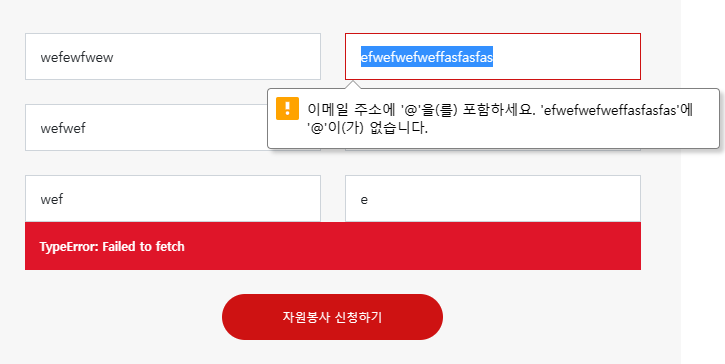 wefewfwew
efwefwefweffasfasfas
이메일 주소에 '@'을(를) 포함하세요. 'efwefwefweffasfasfas'에
'@'이(가) 없습니다.
wefwef
wef
e
TypeError: Failed to fetch
자원봉사 신청하기